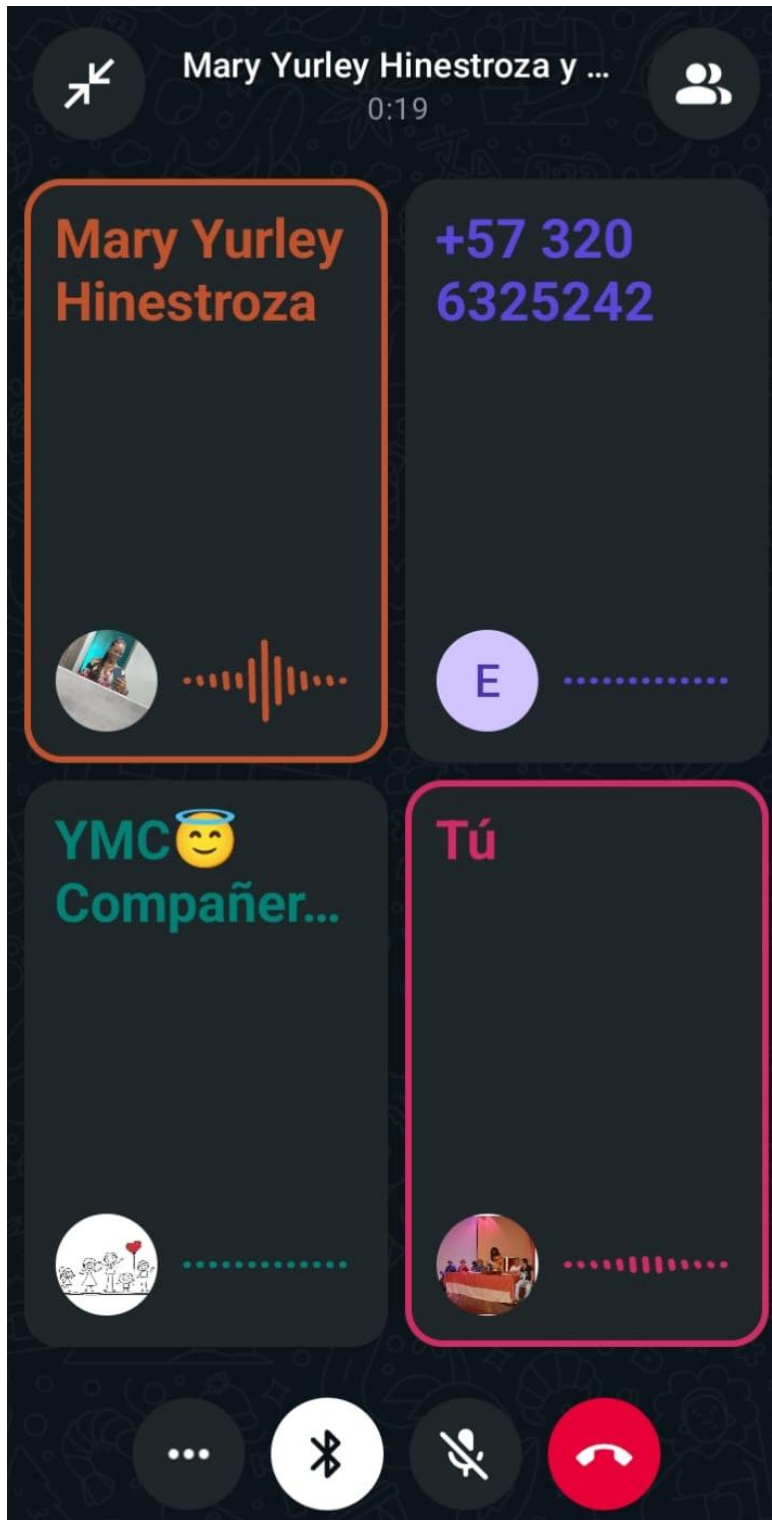 Mary Yurley Hinestroza y ...
0:19
Mary Yurley
Hinestroza
+57 320
6325242
E
YMC😇
Compañer...
Tú